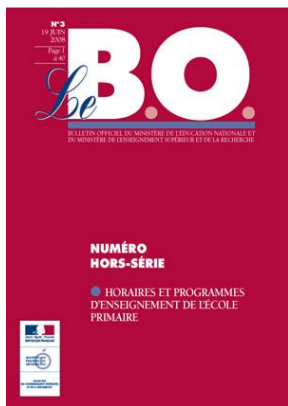 N°3
19 JUIN
2008
Page 1
à 40
Le B.O.
BULLETIN OFFICIEL DU MINISTÈRE DE L'ÉDUCATION NATIONALE ET
DU MINISTÈRE DE L'ENSEIGNEMENT SUPÉRIEUR ET DE LA RECHERCHE
NUMÉRO
HORS-SÉRIE
HORAIRES ET PROGRAMMES
D'ENSEIGNEMENT DE L'ÉCOLE
PRIMAIRE